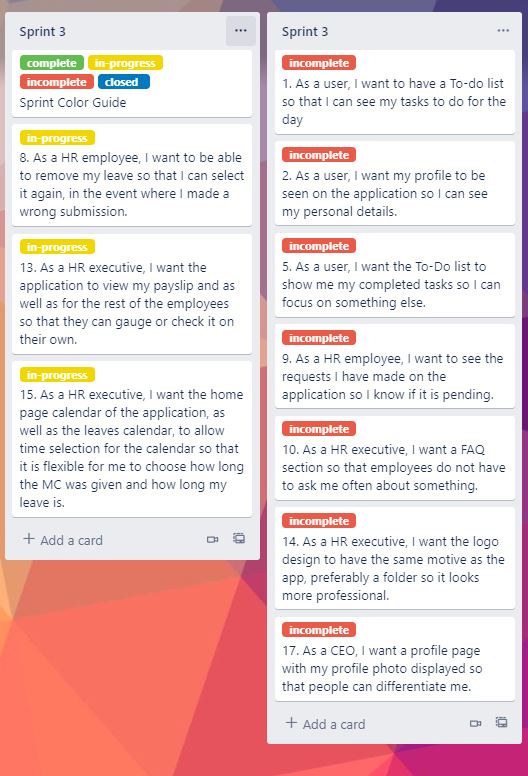 Sprint 3
complete in-progress
incomplete closed
Sprint Color Guide
in-progress
8. As a HR employee, I want to be able
to remove my leave so that I can select
it again, in the event where I made a
wrong submission.
in-progress
13. As a HR executive, I want the
application to view my payslip and as
well as for the rest of the employees
so that they can gauge or check it on
their own.
in-progress
15. As a HR executive, I want the home
page calendar of the application, as
well as the leaves calendar, to allow
time selection for the calendar so that
it is flexible for me to choose how long
the MC was given and how long my
leave is.
+ Add a card
Sprint 3
incomplete
1. As a user, I want to have a To-do list
so that I can see my tasks to do for the
day
incomplete
2. As a user, I want my profile to be
seen on the application so I can see
my personal details.
incomplete
5. As a user, I want the To-Do list to
show me my completed tasks so I can
focus on something else.
incomplete
9. As a HR employee, I want to see the
requests I have made on the
application so I know if it is pending.
incomplete
10. As a HR executive, I want a FAQ
section so that employees do not have
to ask me often about something.
incomplete
14. As a HR executive, I want the logo
design to have the same motive as the
app, preferably a folder so it looks
more professional.
incomplete
17. As a CEO, I want a profile page
with my profile photo displayed so
that people can differentiate me.
+ Add a card